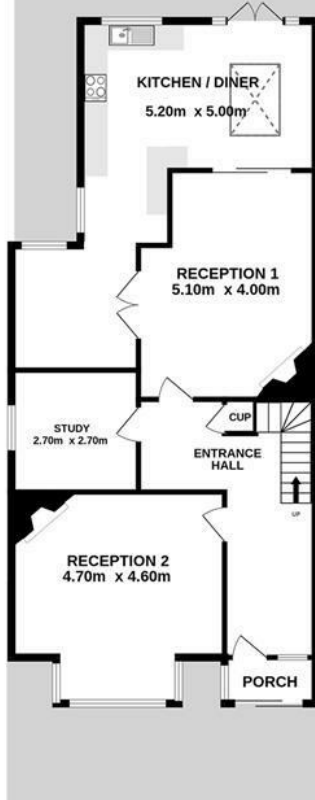 KITCHEN / DINER
5.20m x 5.00m
RECEPTION 1
5.10m x 4.00m
CUP
STUDY
2.70m x 2.70m
ENTRANCE
HALL
UP
RECEPTION 2
4.70m x 4.60m
PORCH